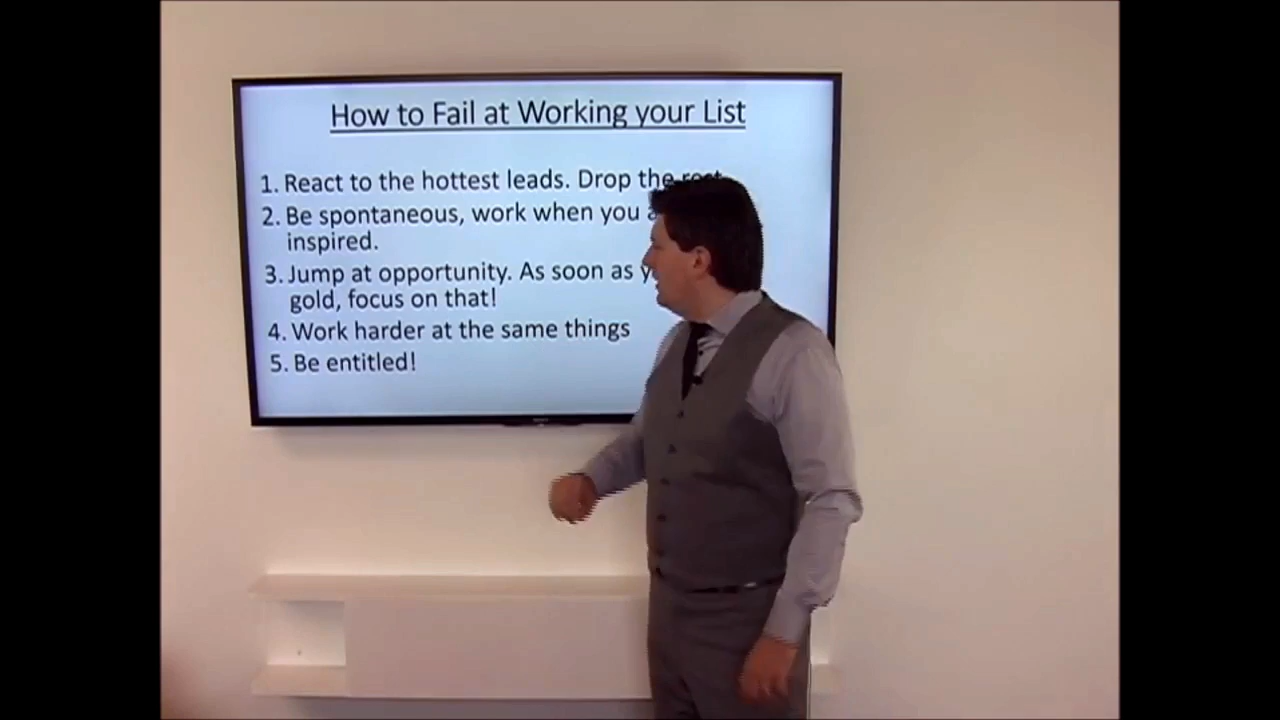 How to Fail at Working your List
1. React to the hottest leads. Drop the
2. Be spontaneous, work when you
inspired.
3. Jump at opportunity. As soon as
gold, focus on that!
4. Work harder at the same things
5. Be entitled!